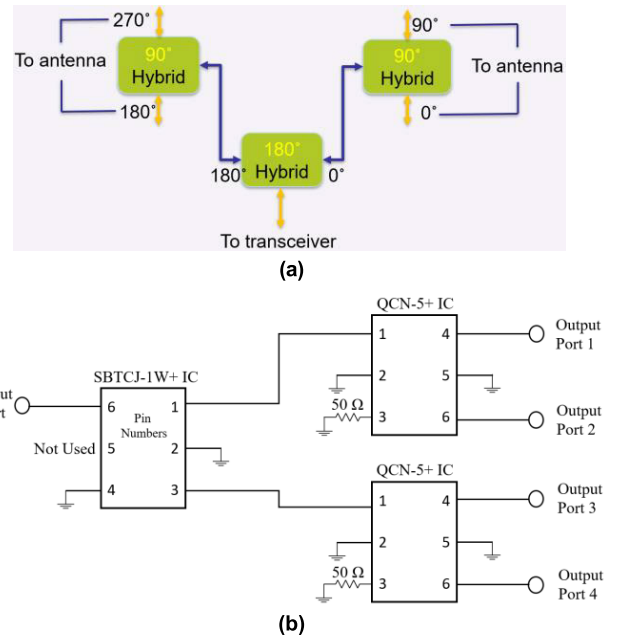 270°
90°
Hybrid
To antenna
180°
90°
90°
Hybrid
To antenna
0°
180°
Hybrid
180°
0°
To transceiver
(a)
QCN-5+ IC
1
4
Output
Port 1
2
5
50 Ω
3
6
Output
Port 2
SBTCJ-1W+ IC
6
Pin
Numbers
1
Not Used
5
2
4
3
QCN-5+ IC
1
4
Output
Port 3
2
5
50 Ω
3
6
Output
Port 4
(b)